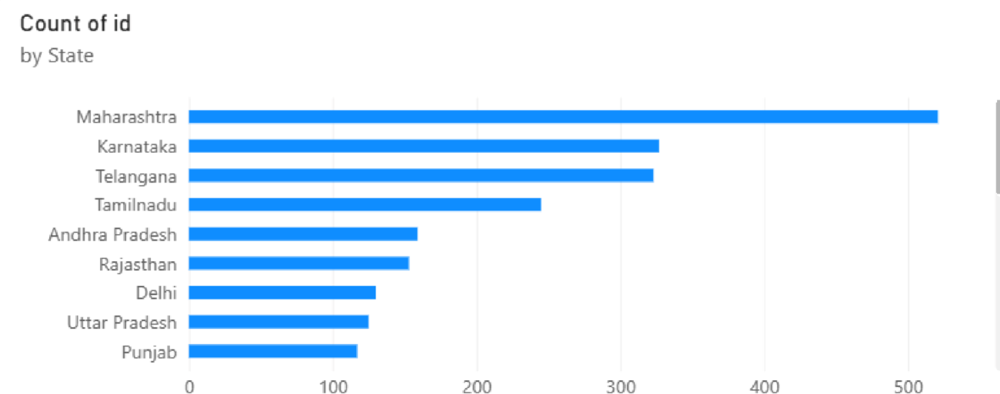 Count of id
by State
Maharashtra
Karnataka
Telangana
Tamilnadu
Andhra Pradesh
Rajasthan
Delhi
Uttar Pradesh
Punjab
0 100 200 300 400 500